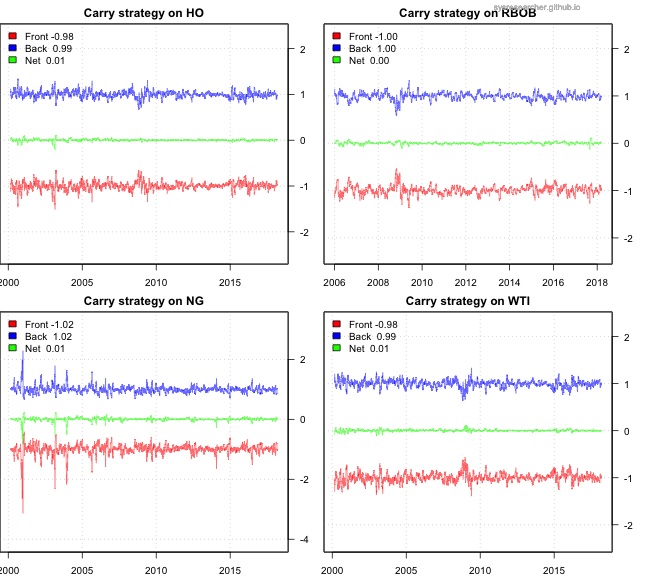 sysresearcher.github.io
Carry strategy on HO
Front -0.98
Back 0.99
Net 0.01
2
1
0
-1
-2
2000 2005 2010 2015
Carry strategy on RBOB
Front -1.00
Back 1.00
Net 0.00
2
1
0
-1
-2
2006 2008 2010 2012 2014 2016 2018
Carry strategy on NG
Front -1.02
Back 1.02
Net 0.01
2
0
-2
-4
2000 2005 2010 2015
Carry strategy on WTI
Front -0.98
Back 0.99
Net 0.01
2
1
0
-1
-2
2000 2005 2010 2015